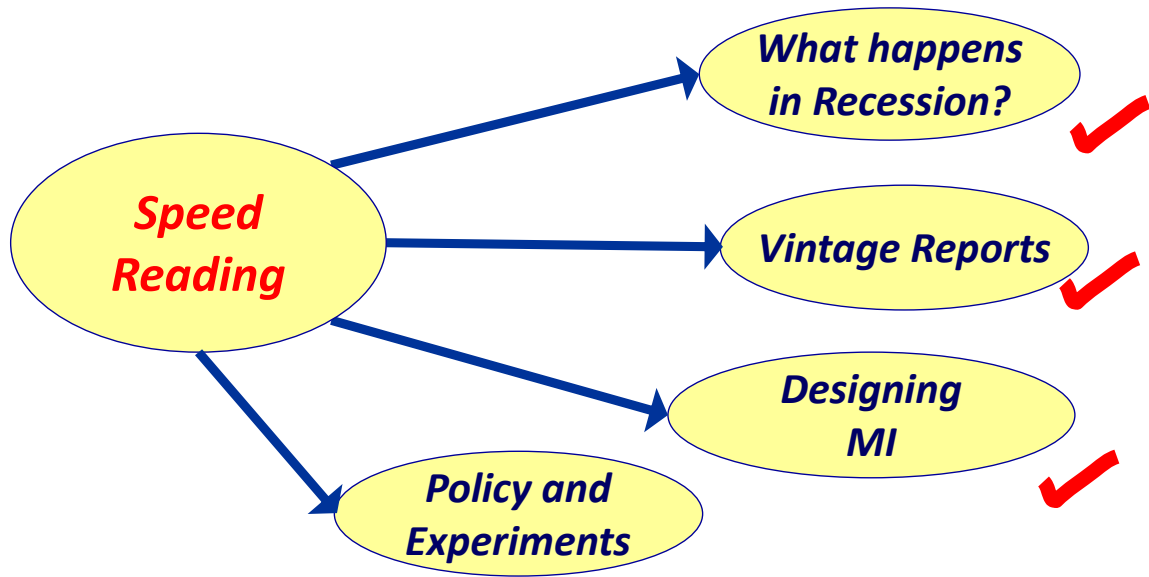 What happens
in Recession?
Speed
Reading
Vintage Reports
Designing
MI
Policy and
Experiments